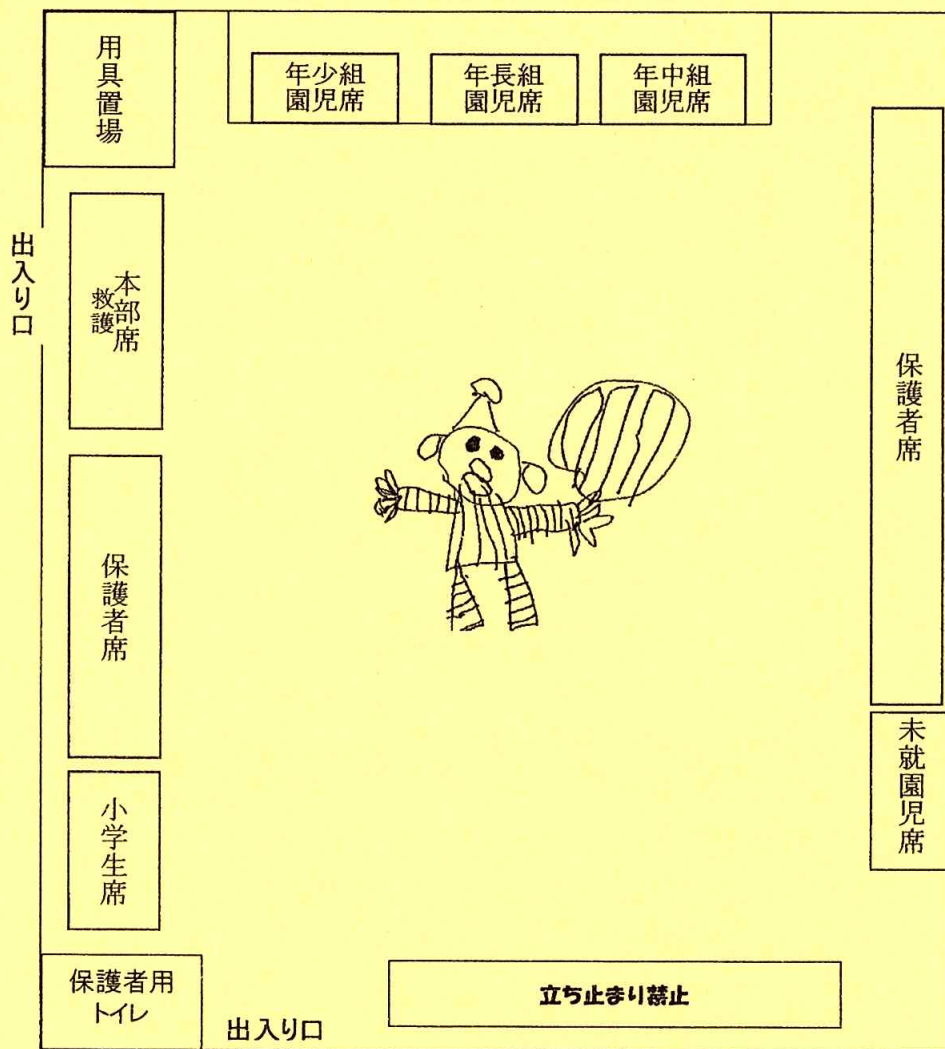 用具置場
年少組
園児席
年長組
園児席
年中組
園児席
出入り口
本部席
救護
保護者席
保護者席
未就園児席
小学生席
保護者用
トイレ
出入り口
立ち止まり禁止